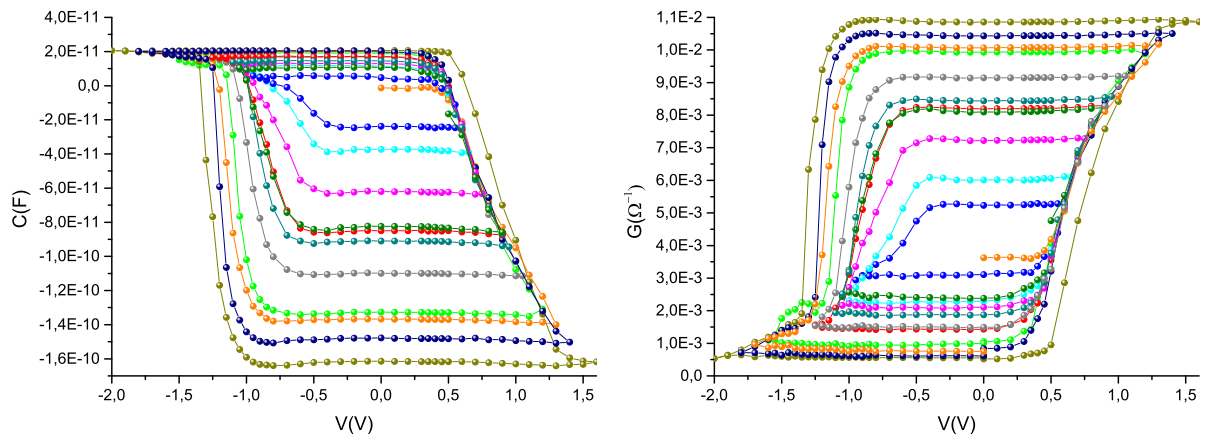 4,0E-11
2,0E-11
0,0
-2,0E-11
-4,0E-11
-6,0E-11
-8,0E-11
-1,0E-10
-1,2E-10
-1,4E-10
-1,6E-10
C(F)
-2,0 -1,5 -1,0 -0,5 0,0 0,5 1,0 1,5
V(V)
1,1E-2
1,0E-2
9,0E-3
8,0E-3
7,0E-3
6,0E-3
5,0E-3
4,0E-3
3,0E-3
2,0E-3
1,0E-3
0,0
G(Ω⁻¹)
-2,0 -1,5 -1,0 -0,5 0,0 0,5 1,0 1,5
V(V)